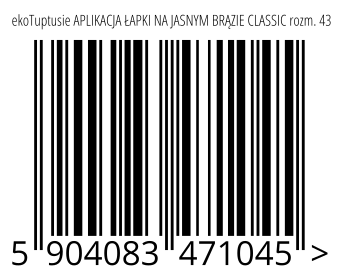 ekoTuptusie APLIKACJA ŁAPKI NA JASNYM BRĄZIE CLASSIC rozm. 43
5 904083 471045 >